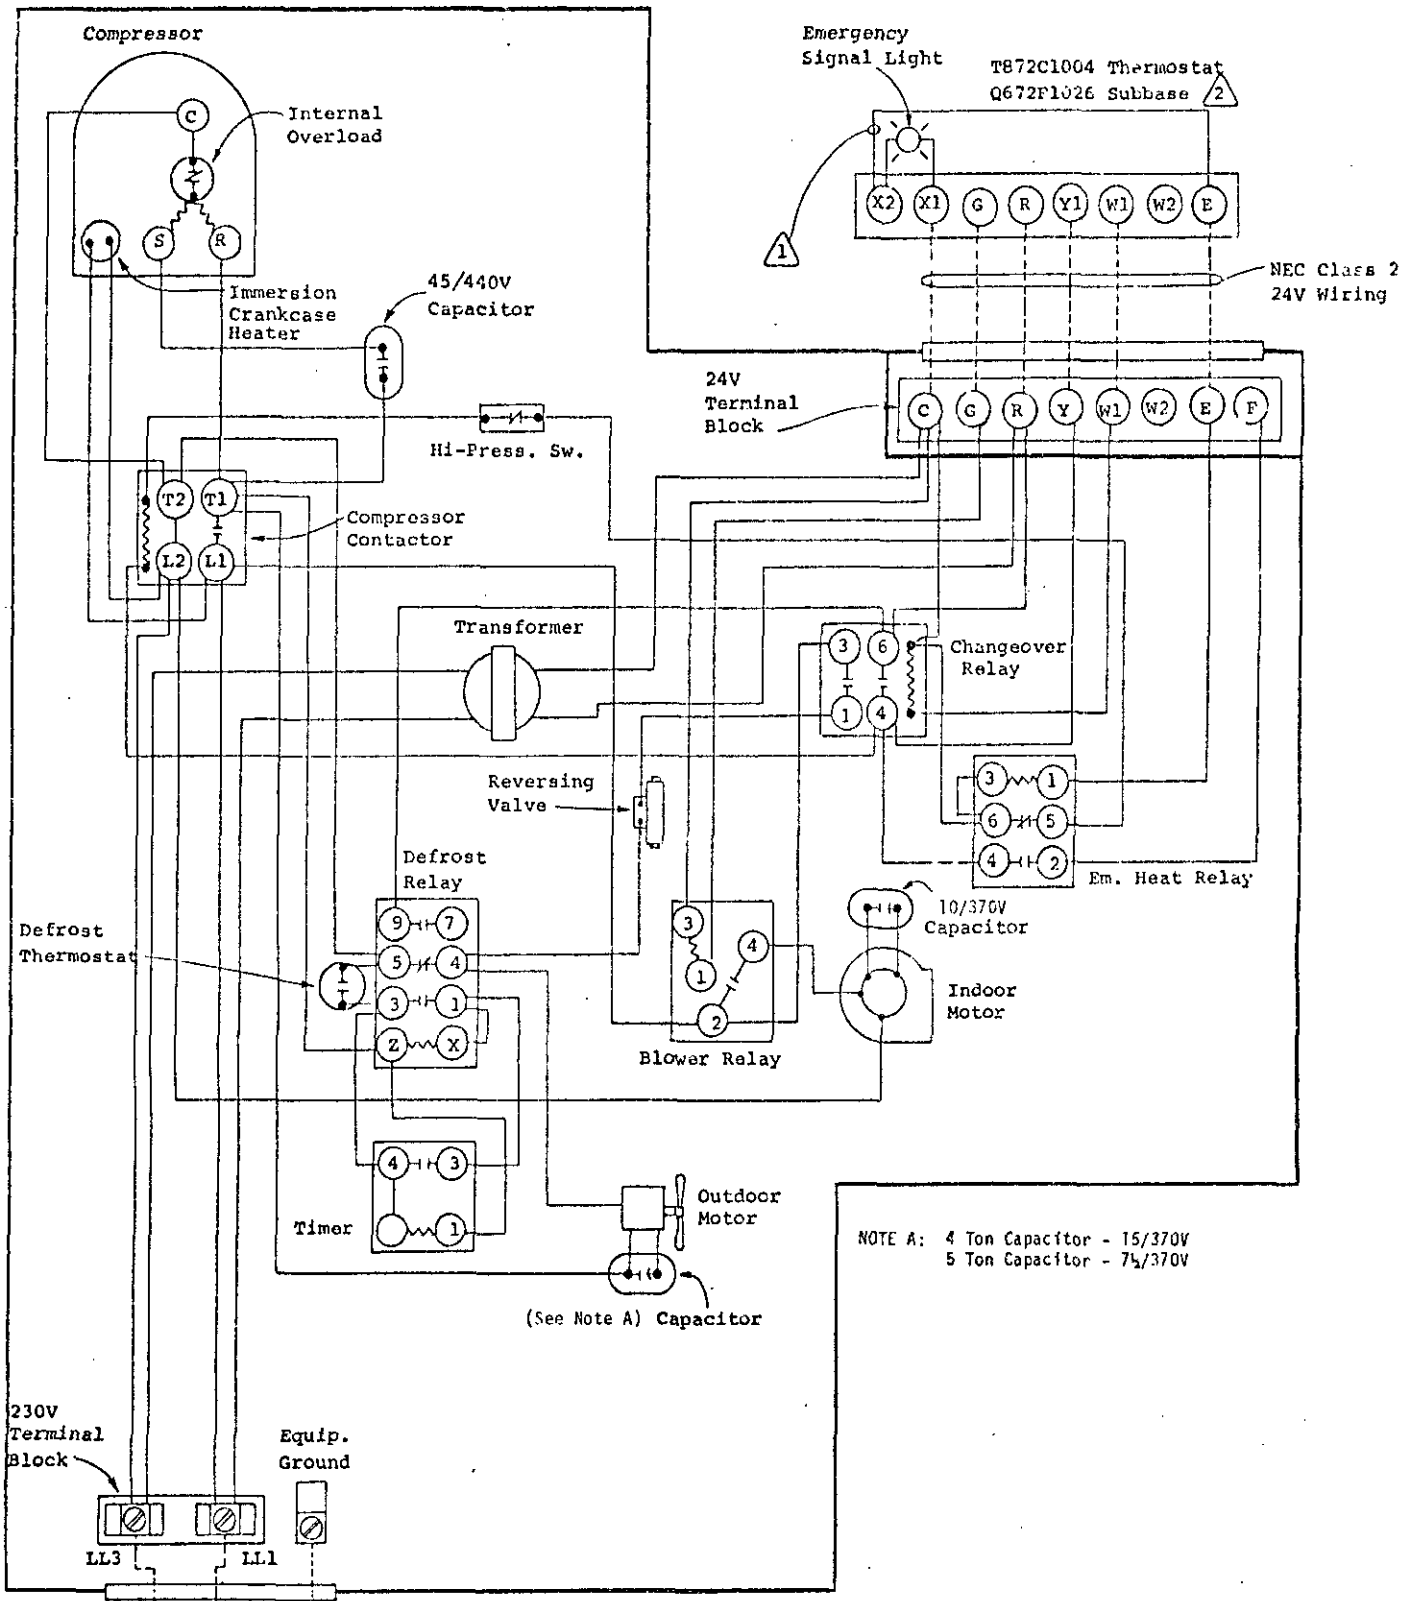 Compressor
C
Internal
Overload
S
R
Immersion
Crankcase
Heater
45/440V
Capacitor
Hi-Press. Sw.
T2
T1
L2
L1
Compressor
Contactor
Emergency
Signal Light
T872C1004 Thermostat
Q672F1026 Subbase
2
1
X2 X1 G R Y1 W1 W2 E
NEC Class 2
24V Wiring
24V
Terminal
Block
C G R Y W1 W2 E F
Transformer
3 6
1 4
Changeover
Relay
Reversing
Valve
3 1
6 5
4 2
Em. Heat Relay
Defrost
Relay
9 7
5 4
3 1
Z X
Defrost
Thermostat
3
4
1
2
Blower Relay
10/370V
Capacitor
Indoor
Motor
4 3
1
Timer
Outdoor
Motor
(See Note A) Capacitor
NOTE A: 4 Ton Capacitor - 15/370V
5 Ton Capacitor - 7½/370V
230V
Terminal
Block
Equip.
Ground
LL3
LL1